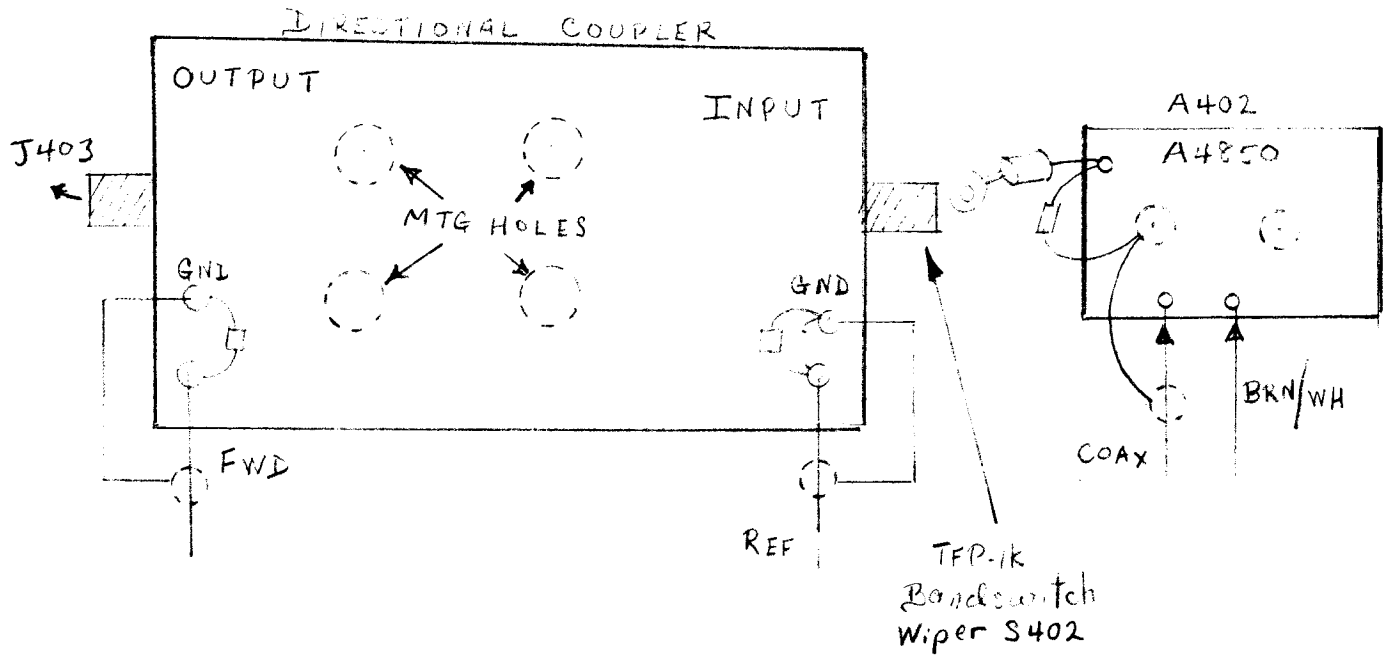 DIRECTIONAL COUPLER
OUTPUT
INPUT
J403
MTG HOLES
GND
GND
FWD
REF
A402
A4850
COAX
BRN/WH
TFP-1K
Bandswitch
Wiper S402